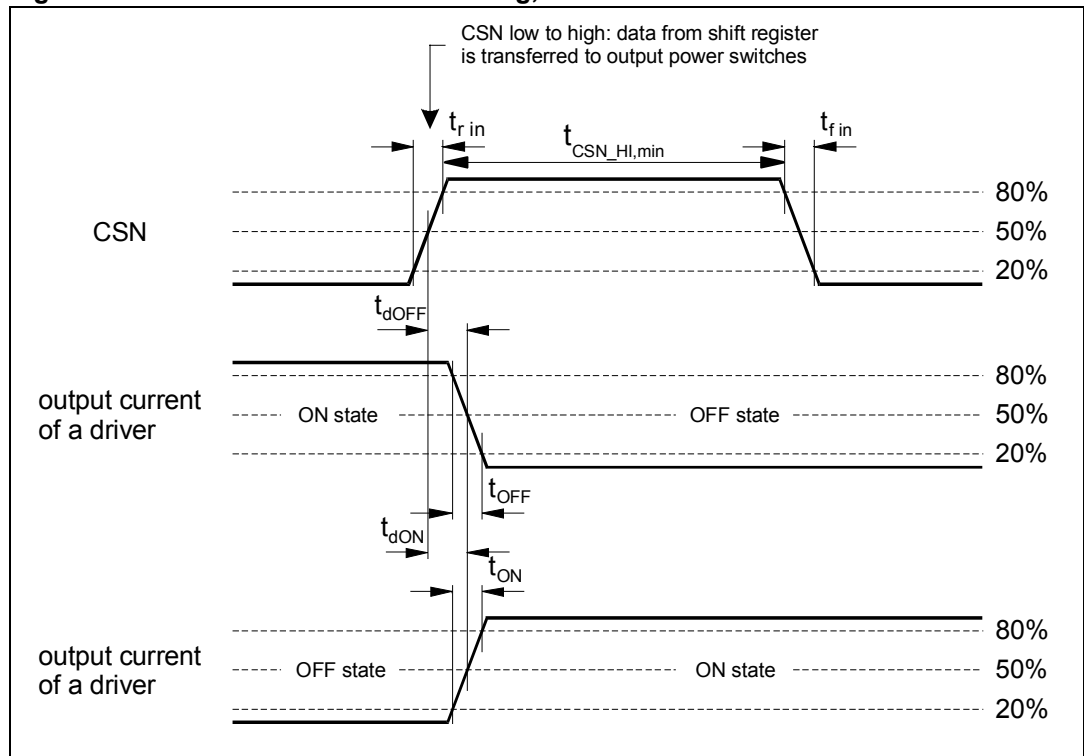 CSN low to high: data from shift register
is transferred to output power switches
t_r in
t_CSN_HI,min
t_f in
80%
CSN
50%
20%
t_dOFF
80%
output current
of a driver
ON state
OFF state
50%
20%
t_OFF
t_dON
t_ON
80%
output current
of a driver
OFF state
ON state
50%
20%